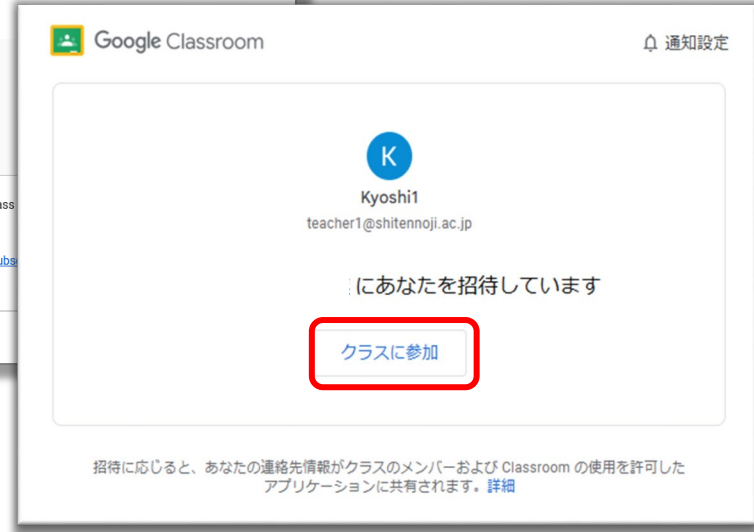 Google Classroom
通知設定
K
Kyoshi1
teacher1@shitennoji.ac.jp
にあなたを招待しています
クラスに参加
招待に応じると、あなたの連絡先情報がクラスのメンバーおよび Classroom の使用を許可した
アプリケーションに共有されます。詳細